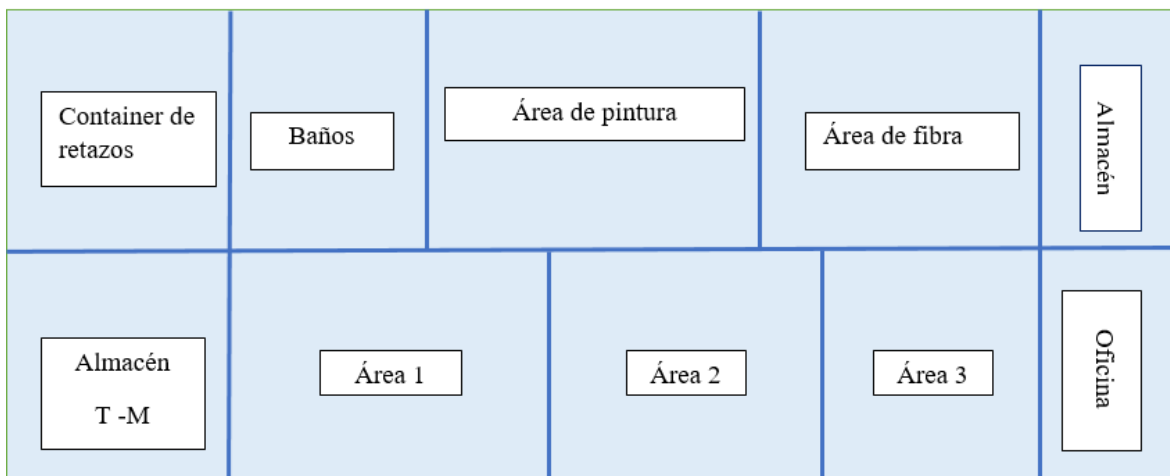 Container de
retazos
Baños
Área de pintura
Área de fibra
Almacén
Almacén
T -M
Área 1
Área 2
Área 3
Oficina